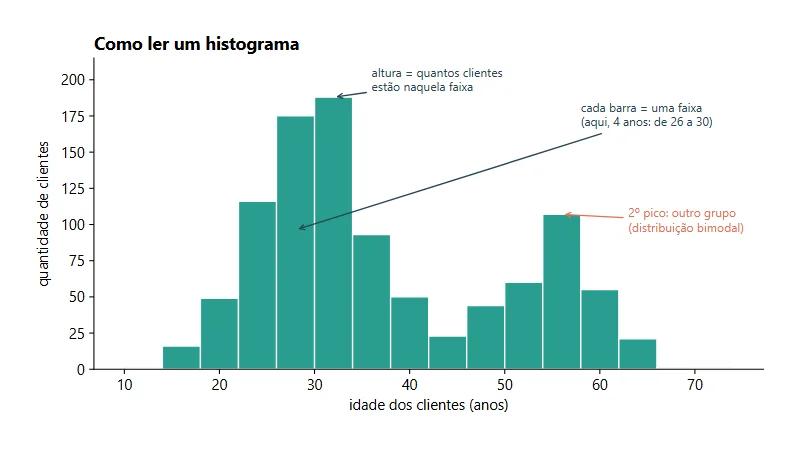 Como ler um histograma
altura = quantos clientes
estão naquela faixa
cada barra = uma faixa
(aqui, 4 anos: de 26 a 30)
2º pico: outro grupo
(distribuição bimodal)
quantidade de clientes
200
175
150
125
100
75
50
25
0
10 20 30 40 50 60 70
idade dos clientes (anos)